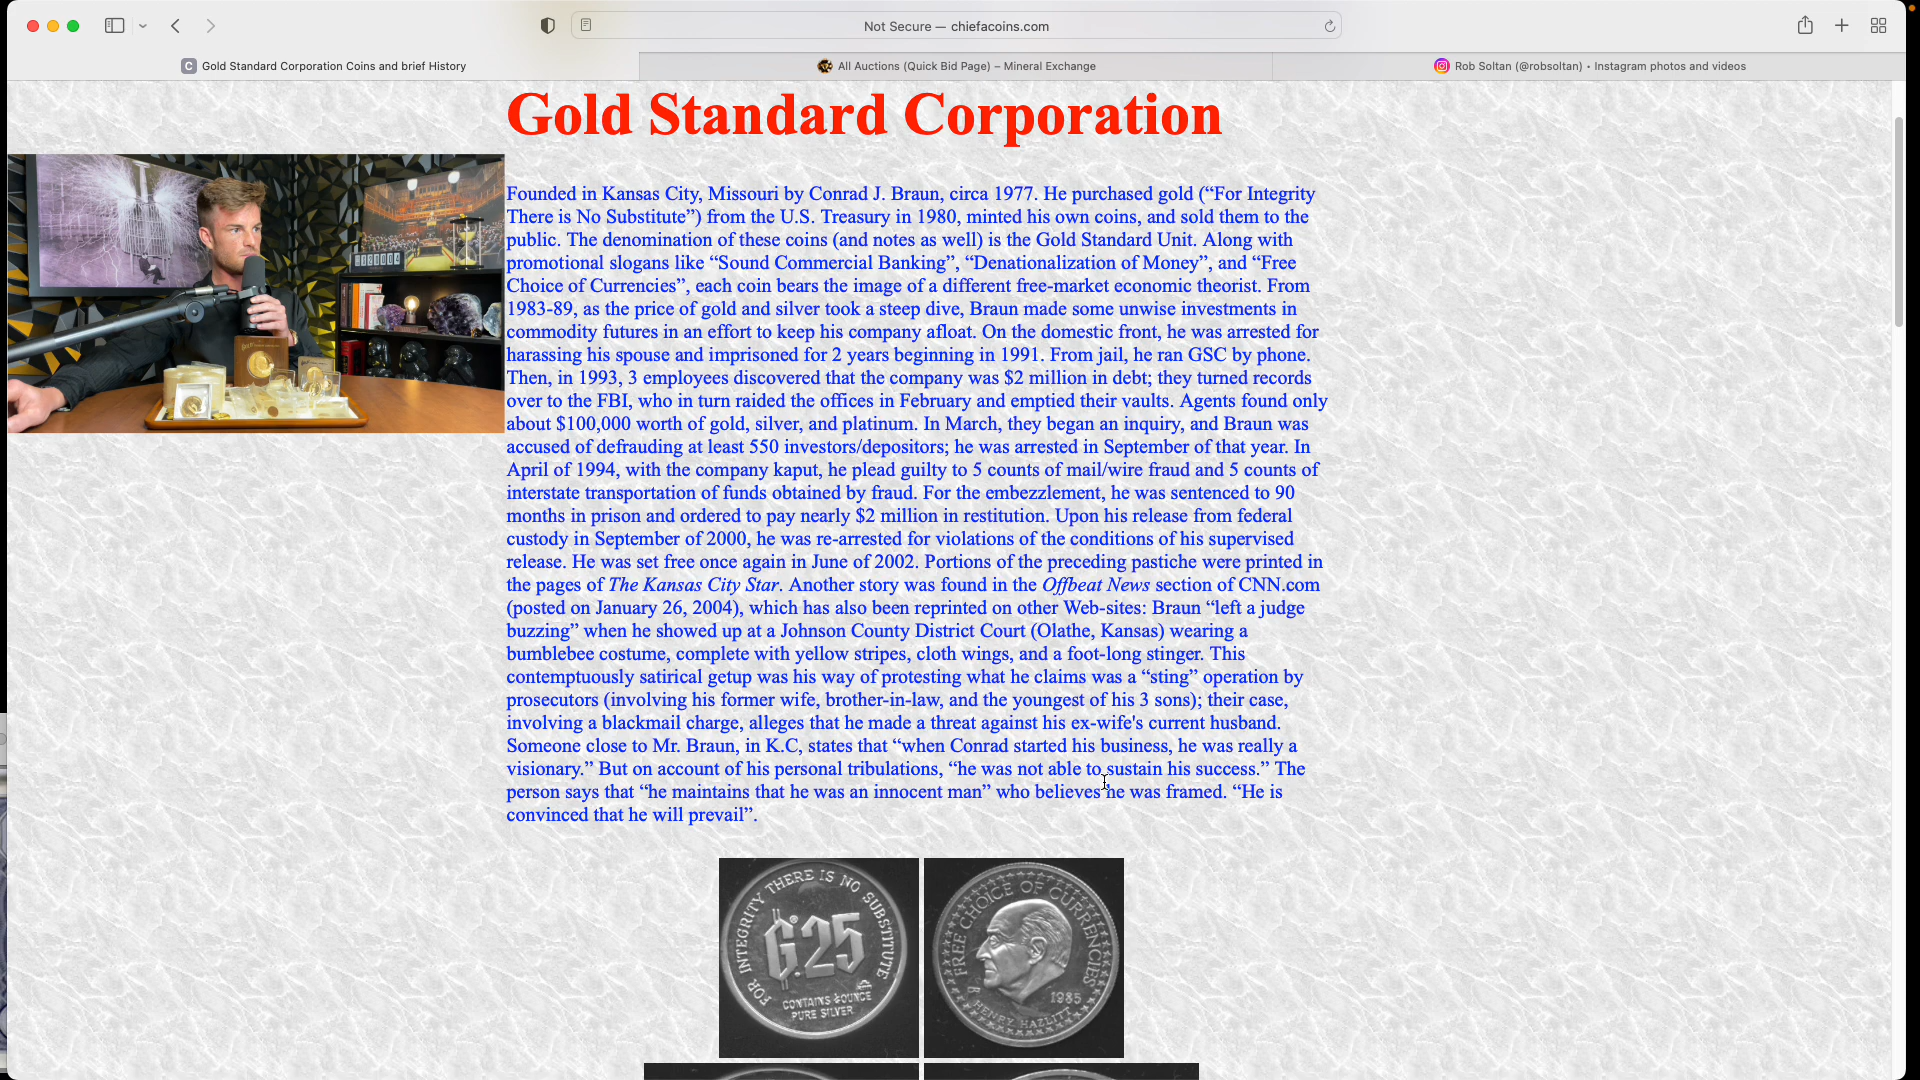 Not Secure — chiefacoins.com
Gold Standard Corporation Coins and brief History
All Auctions (Quick Bid Page) – Mineral Exchange
Rob Soltan (@robsoltan) • Instagram photos and videos
Gold Standard Corporation
Founded in Kansas City, Missouri by Conrad J. Braun, circa 1977. He purchased gold (“For Integrity
There is No Substitute”) from the U.S. Treasury in 1980, minted his own coins, and sold them to the
public. The denomination of these coins (and notes as well) is the Gold Standard Unit. Along with
promotional slogans like “Sound Commercial Banking”, “Denationalization of Money”, and “Free
Choice of Currencies”, each coin bears the image of a different free-market economic theorist. From
1983-89, as the price of gold and silver took a steep dive, Braun made some unwise investments in
commodity futures in an effort to keep his company afloat. On the domestic front, he was arrested for
harassing his spouse and imprisoned for 2 years beginning in 1991. From jail, he ran GSC by phone.
Then, in 1993, 3 employees discovered that the company was $2 million in debt; they turned records
over to the FBI, who in turn raided the offices in February and emptied their vaults. Agents found only
about $100,000 worth of gold, silver, and platinum. In March, they began an inquiry, and Braun was
accused of defrauding at least 550 investors/depositors; he was arrested in September of that year. In
April of 1994, with the company kaput, he plead guilty to 5 counts of mail/wire fraud and 5 counts of
interstate transportation of funds obtained by fraud. For the embezzlement, he was sentenced to 90
months in prison and ordered to pay nearly $2 million in restitution. Upon his release from federal
custody in September of 2000, he was re-arrested for violations of the conditions of his supervised
release. He was set free once again in June of 2002. Portions of the preceding pastiche were printed in
the pages of The Kansas City Star. Another story was found in the Offbeat News section of CNN.com
(posted on January 26, 2004), which has also been reprinted on other Web-sites: Braun “left a judge
buzzing” when he showed up at a Johnson County District Court (Olathe, Kansas) wearing a
bumblebee costume, complete with yellow stripes, cloth wings, and a foot-long stinger. This
contemptuously satirical getup was his way of protesting what he claims was a “sting” operation by
prosecutors (involving his former wife, brother-in-law, and the youngest of his 3 sons); their case,
involving a blackmail charge, alleges that he made a threat against his ex-wife's current husband.
Someone close to Mr. Braun, in K.C, states that “when Conrad started his business, he was really a
visionary.” But on account of his personal tribulations, “he was not able to sustain his success.” The
person says that “he maintains that he was an innocent man” who believes he was framed. “He is
convinced that he will prevail”.
FOR INTEGRITY THERE IS NO SUBSTITUTE
G.25
CONTAINS ¼ OUNCE
PURE SILVER
FREE CHOICE OF CURRENCIES
1985
HENRY HAZLITT